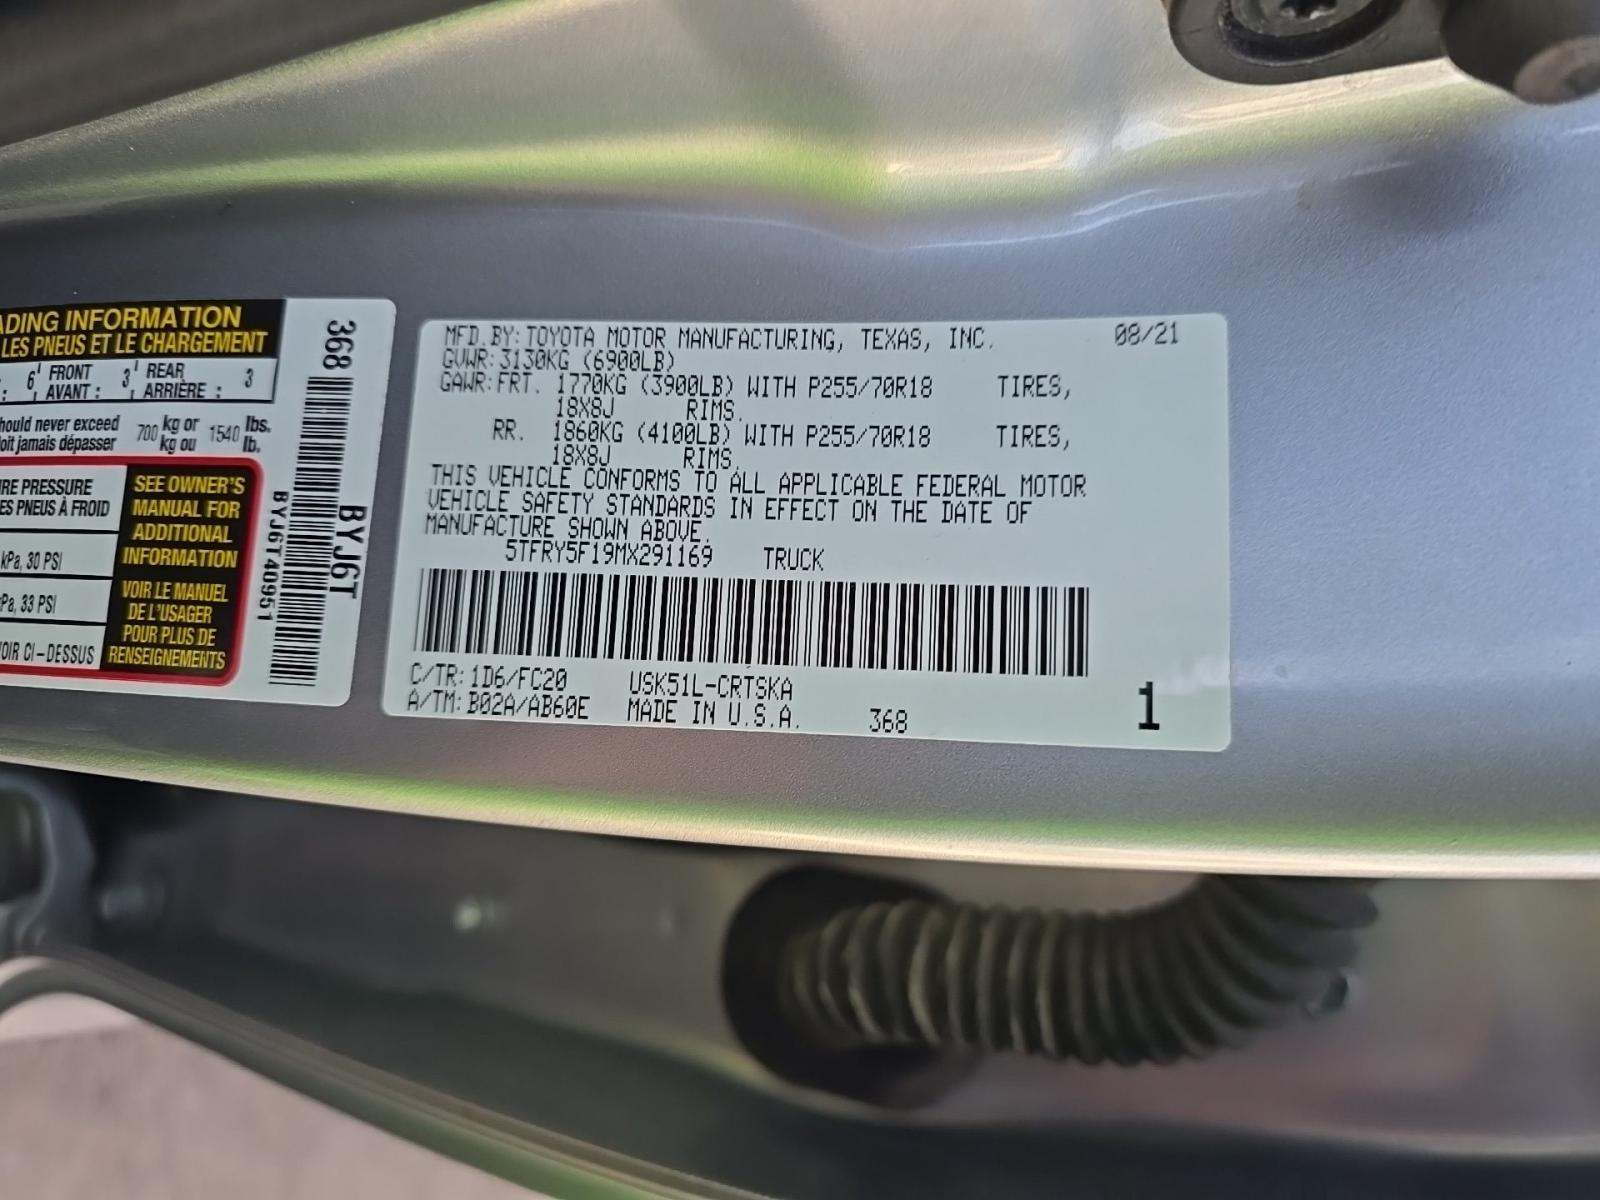 ADING INFORMATION
LES PNEUS ET LE CHARGEMENT
: 6 FRONT AVANT : 3 REAR ARRIÈRE : 3
hould never exceed 700 kg or 1540 lbs.
oit jamais dépasser kg ou lb.
IRE PRESSURE
ES PNEUS À FROID
kPa, 30 PSI
Pa, 33 PSI
OIR CI-DESSUS
SEE OWNER'S
MANUAL FOR
ADDITIONAL
INFORMATION
VOIR LE MANUEL
DE L'USAGER
POUR PLUS DE
RENSEIGNEMENTS
368
BYJ6T
BYJ6T40951
MFD.BY: TOYOTA MOTOR MANUFACTURING, TEXAS, INC. 08/21
GVWR: 3130KG (6900LB)
GAWR: FRT. 1770KG (3900LB) WITH P255/70R18 TIRES,
18X8J RIMS.
RR. 1860KG (4100LB) WITH P255/70R18 TIRES,
18X8J RIMS.
THIS VEHICLE CONFORMS TO ALL APPLICABLE FEDERAL MOTOR
VEHICLE SAFETY STANDARDS IN EFFECT ON THE DATE OF
MANUFACTURE SHOWN ABOVE.
5TFRY5F19MX291169 TRUCK
C/TR: 1D6/FC20 USK51L-CRTSKA
A/TM: B02A/AB60E MADE IN U.S.A. 368
1